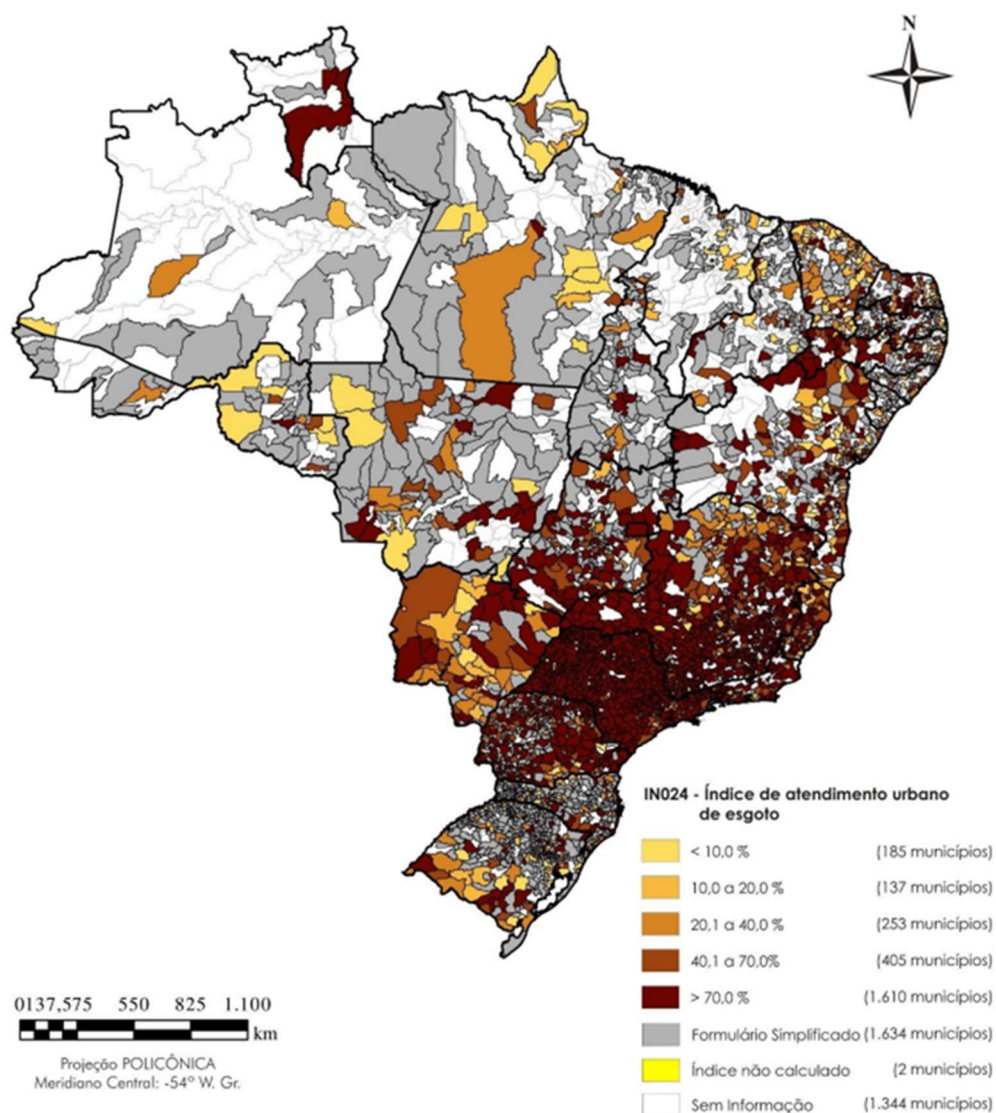 N
IN024 - Índice de atendimento urbano
de esgoto
< 10,0 % (185 municípios)
10,0 a 20,0 % (137 municípios)
20,1 a 40,0 % (253 municípios)
40,1 a 70,0% (405 municípios)
> 70,0 % (1.610 municípios)
Formulário Simplificado (1.634 municípios)
Índice não calculado (2 municípios)
Sem Informação (1.344 municípios)
0137,575 550 825 1.100
km
Projeção POLICÔNICA
Meridiano Central: -54º W. Gr.